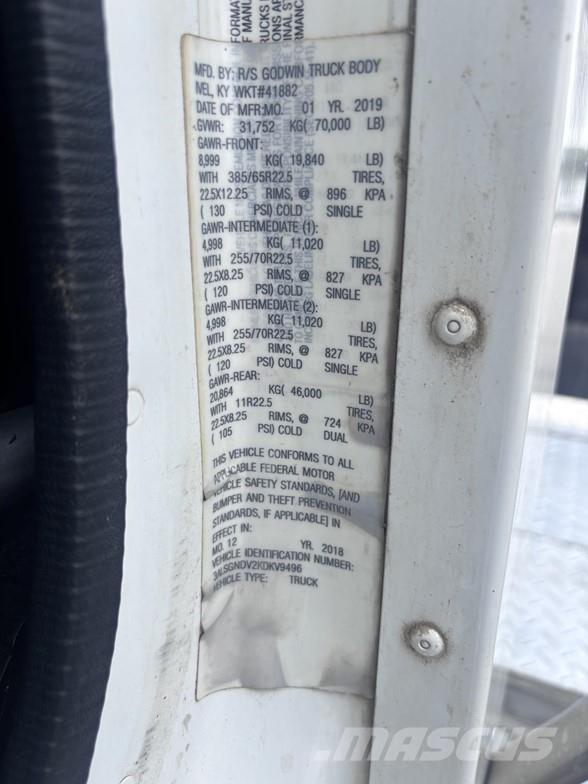 MFD. BY: R/S GODWIN TRUCK BODY
IVEL, KY WKT#41882
DATE OF MFR:MO. 01 YR. 2019
GVWR: 31,752 KG( 70,000 LB)
GAWR-FRONT:
8,999 KG( 19,840 LB)
WITH 385/65R22.5 TIRES,
22.5X12.25 RIMS, @ 896 KPA
( 130 PSI) COLD SINGLE
GAWR-INTERMEDIATE (1):
4,998 KG( 11,020 LB)
WITH 255/70R22.5 TIRES,
22.5X8.25 RIMS, @ 827 KPA
( 120 PSI) COLD SINGLE
GAWR-INTERMEDIATE (2):
4,998 KG( 11,020 LB)
WITH 255/70R22.5 TIRES,
22.5X8.25 RIMS, @ 827 KPA
( 120 PSI) COLD SINGLE
GAWR-REAR:
20,864 KG( 46,000 LB)
WITH 11R22.5 TIRES,
22.5X8.25 RIMS, @ 724 KPA
( 105 PSI) COLD DUAL
THIS VEHICLE CONFORMS TO ALL
APPLICABLE FEDERAL MOTOR
VEHICLE SAFETY STANDARDS, [AND
BUMPER AND THEFT PREVENTION
STANDARDS, IF APPLICABLE] IN
EFFECT IN:
MO. 12 YR. 2018
VEHICLE IDENTIFICATION NUMBER:
3ALSGNDV2KDKV9496
VEHICLE TYPE: TRUCK
MASCUS